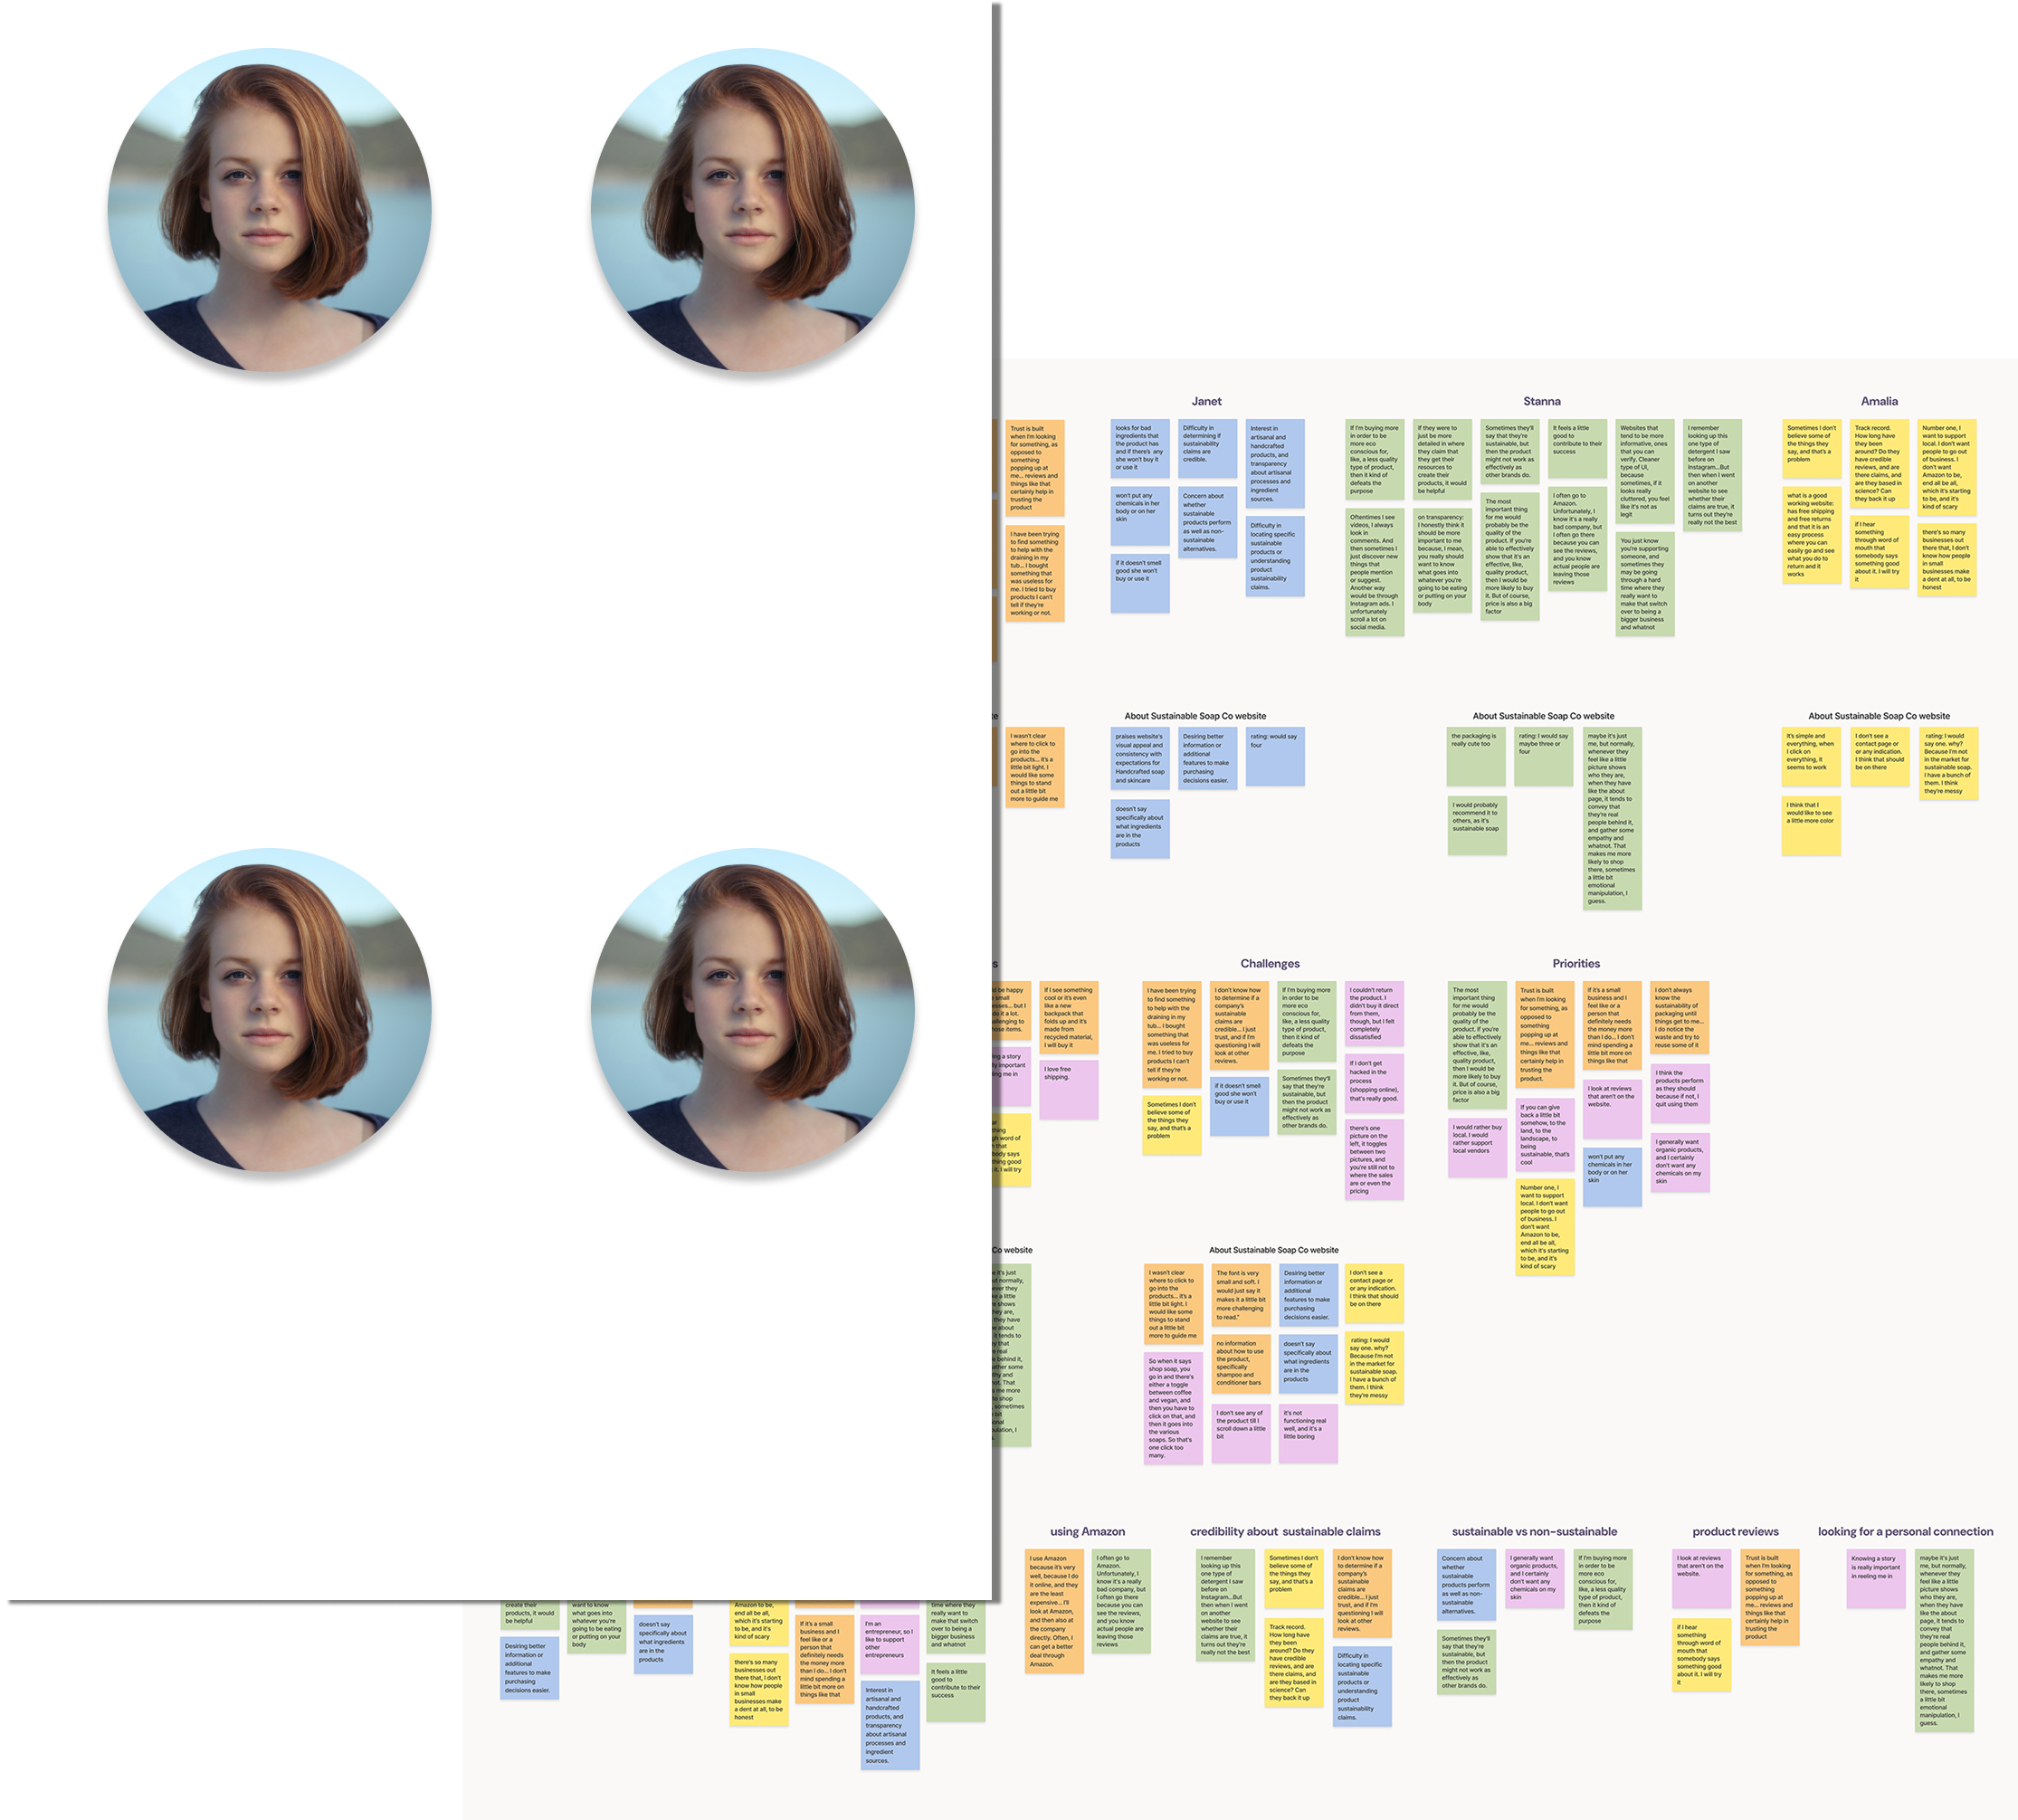 Janet
Stanna
Amalia
Trust is built
when I'm looking
for something, as
opposed to
something
popping up at
me... reviews and
things like that
certainly help in
trusting the
product
I have been trying
to find something
to help with the
draining in my
tub... I bought
something that
was useless for
me. I tried to buy
products I can't
tell if they're
working or not.
looks for bad
ingredients that
the product has
and if there's any
she won't buy it
or use it
won't put any
chemicals in her
body or on her
skin
if it doesn't smell
good she won't
buy or use it
Difficulty in
determining if
sustainability
claims are
credible.
Concern about
whether
sustainable
products perform
as well as non-
sustainable
alternatives.
Interest in
artisanal and
handcrafted
products, and
transparency
about artisanal
processes and
ingredient
sources.
Difficulty in
locating specific
sustainable
products or
understanding
product
sustainability
claims.
If I'm buying more
in order to be
more eco
conscious for,
like, a less quality
type of product,
then it kind of
defeats the
purpose
Oftentimes I see
videos, I always
look in
comments. And
then sometimes I
just discover new
things that
people mention
or suggest.
Another way
would be through
Instagram ads. I
unfortunately
scroll a lot on
social media.
If they were to
just be more
detailed in where
they claim that
they get their
resources to
create their
products, it would
be helpful
on transparency:
I honestly think it
should be more
important to me
because, I mean,
you really should
want to know
what goes into
whatever you're
going to be eating
or putting on your
body
Sometimes they'll
say that they're
sustainable, but
then the product
might not work as
effectively as
other brands do.
The most
important thing
for me would
probably be the
quality of the
product. If you're
able to effectively
show that it's an
effective, like,
quality product,
then I would be
more likely to buy
it. But of course,
price is also a big
factor
It feels a little
good to
contribute to their
success
I often go to
Amazon.
Unfortunately, I
know it's a really
bad company, but
I often go there
because you can
see the reviews,
and you know
actual people are
leaving those
reviews
Websites that
tend to be more
informative, ones
that you can
verify. Cleaner
type of UI,
because
sometimes, if it
looks really
cluttered, you feel
like it's not as
legit
You just know
you're supporting
someone, and
sometimes they
may be going
through a hard
time where they
really want to
make that switch
over to being a
bigger business
and whatnot
I remember
looking up this
one type of
detergent I saw
before on
Instagram...But
then when I went
on another
website to see
whether their
claims are true, it
turns out they're
really not the best
Sometimes I don't
believe some of
the things they
say, and that's a
problem
what is a good
working website:
has free shipping
and free returns
and that it is an
easy process
where you can
easily go and see
what you do to
return and it
works
Track record.
How long have
they been
around? Do they
have credible
reviews, and are
there claims, and
are they based in
science? Can
they back it up
if I hear
something
through word of
mouth that
somebody says
something good
about it. I will try
it
Number one, I
want to support
local. I don't want
people to go out
of business. I
don't want
Amazon to be,
end all be all,
which it's starting
to be, and it's
kind of scary
there's so many
businesses out
there that, I don't
know how people
in small
businesses make
a dent at all, to be
honest
te
About Sustainable Soap Co website
About Sustainable Soap Co website
About Sustainable Soap Co website
I wasn't clear
where to click to
go into the
products... it's a
little bit light. I
would like some
things to stand
out a little bit
more to guide me
praises website's
visual appeal and
consistency with
expectations for
Handcrafted soap
and skincare
doesn't say
specifically about
what ingredients
are in the
products
Desiring better
information or
additional
features to make
purchasing
decisions easier.
rating: would say
four
the packaging is
really cute too
I would probably
recommend it to
others, as it's
sustainable soap
rating: I would say
maybe three or
four
maybe it's just
me, but normally,
whenever they
feel like a little
picture shows
who they are,
when they have
like the about
page, it tends to
convey that
they're real
people behind it,
and gather some
empathy and
whatnot. That
makes me more
likely to shop
there, sometimes
a little bit
emotional
manipulation, I
guess.
It's simple and
everything, when
I click on
everything, it
seems to work
I think that I
would like to see
a little more color
I don't see a
contact page or
or any indication.
I think that should
be on there
rating: I would
say one. why?
Because I'm not
in the market for
sustainable soap.
I have a bunch of
them. I think
they're messy
s
Challenges
Priorities
be happy
small
esses... but I
do it a lot.
allenging to
those items.
ing a story
ly important
ling me in
ar
thing
gh word of
that
body says
thing good
it. I will try
If I see something
cool or it's even
like a new
backpack that
folds up and it's
made from
recycled material,
I will buy it
I love free
shipping.
I have been trying
to find something
to help with the
draining in my
tub... I bought
something that
was useless for
me. I tried to buy
products I can't
tell if they're
working or not.
Sometimes I don't
believe some of
the things they
say, and that's a
problem
I don't know how
to determine if a
company's
sustainable
claims are
credible... I just
trust, and if I'm
questioning I will
look at other
reviews.
if it doesn't smell
good she won't
buy or use it
If I'm buying more
in order to be
more eco
conscious for,
like, a less quality
type of product,
then it kind of
defeats the
purpose
Sometimes they'll
say that they're
sustainable, but
then the product
might not work as
effectively as
other brands do.
I couldn't return
the product. I
didn't buy it direct
from them,
though, but I felt
completely
dissatisfied
If I don't get
hacked in the
process
(shopping online),
that's really good.
there's one
picture on the
left, it toggles
between two
pictures, and
you're still not to
where the sales
are or even the
pricing
The most
important thing
for me would
probably be the
quality of the
product. If you're
able to effectively
show that it's an
effective, like,
quality product,
then I would be
more likely to buy
it. But of course,
price is also a big
factor
I would rather buy
local. I would
rather support
local vendors
Trust is built
when I'm looking
for something, as
opposed to
something
popping up at
me... reviews and
things like that
certainly help in
trusting the
product.
If you can give
back a little bit
somehow, to the
land, to the
landscape, to
being
sustainable, that's
cool
Number one, I
want to support
local. I don't want
people to go out
of business. I
don't want
Amazon to be,
end all be all,
which it's starting
to be, and it's
kind of scary
If it's a small
business and I
feel like or a
person that
definitely needs
the money more
than I do... I don't
mind spending a
little bit more on
things like that
I look at reviews
that aren't on the
website.
won't put any
chemicals in her
body or on her
skin
I don't always
know the
sustainability of
packaging until
things get to me...
I do notice the
waste and try to
reuse some of it
I think the
products perform
as they should
because if not, I
quit using them
I generally want
organic products,
and I certainly
don't want any
chemicals on my
skin
Co website
About Sustainable Soap Co website
e it's just
ut normally,
ever they
ke a little
e shows
hey are,
they have
e about
it tends to
y that
e real
e behind it,
ather some
thy and
not. That
s me more
to shop
, sometimes
bit
onal
pulation, I
I wasn't clear
where to click to
go into the
products... it's a
little bit light. I
would like some
things to stand
out a little bit
more to guide me
So when it says
shop soap, you
go in and there's
either a toggle
between coffee
and vegan, and
then you have to
click on that, and
then it goes into
the various
soaps. So that's
one click too
many.
The font is very
small and soft. I
would just say it
makes it a little bit
more challenging
to read."
no information
about how to use
the product,
specifically
shampoo and
conditioner bars
I don't see any of
the product till I
scroll down a little
bit
Desiring better
information or
additional
features to make
purchasing
decisions easier.
doesn't say
specifically about
what ingredients
are in the
products
it's not
functioning real
well, and it's a
little boring
I don't see a
contact page or
or any indication.
I think that should
be on there
rating: I would
say one. why?
Because I'm not
in the market for
sustainable soap.
I have a bunch of
them. I think
they're messy
using Amazon
credibility about sustainable claims
sustainable vs non-sustainable
product reviews
looking for a personal connection
create their
products, it would
be helpful
Desiring better
information or
additional
features to make
purchasing
decisions easier.
want to know
what goes into
whatever you're
going to be eating
or putting on your
body
doesn't say
specifically about
what ingredients
are in the
products
Amazon to be,
end all be all,
which it's starting
to be, and it's
kind of scary
there's so many
businesses out
there that, I don't
know how people
in small
businesses make
a dent at all, to be
honest
If it's a small
business and I
feel like or a
person that
definitely needs
the money more
than I do... I don't
mind spending a
little bit more on
things like that
I'm an
entrepreneur, so I
like to support
other
entrepreneurs
Interest in
artisanal and
handcrafted
products, and
transparency
about artisanal
processes and
ingredient
sources.
time where they
really want to
make that switch
over to being a
bigger business
and whatnot
It feels a little
good to
contribute to their
success
I use Amazon
because it's very
well, because I do
it online, and they
are the least
expensive... I'll
look at Amazon,
and then also at
the company
directly. Often, I
can get a better
deal through
Amazon.
I often go to
Amazon.
Unfortunately, I
know it's a really
bad company, but
I often go there
because you can
see the reviews,
and you know
actual people are
leaving those
reviews
I remember
looking up this
one type of
detergent I saw
before on
Instagram...But
then when I went
on another
website to see
whether their
claims are true, it
turns out they're
really not the best
Sometimes I don't
believe some of
the things they
say, and that's a
problem
Track record.
How long have
they been
around? Do they
have credible
reviews, and are
there claims, and
are they based in
science? Can
they back it up
I don't know how
to determine if a
company's
sustainable
claims are
credible... I just
trust, and if I'm
questioning I will
look at other
reviews.
Difficulty in
locating specific
sustainable
products or
understanding
product
sustainability
claims.
Concern about
whether
sustainable
products perform
as well as non-
sustainable
alternatives.
Sometimes they'll
say that they're
sustainable, but
then the product
might not work as
effectively as
other brands do.
I generally want
organic products,
and I certainly
don't want any
chemicals on my
skin
If I'm buying more
in order to be
more eco
conscious for,
like, a less quality
type of product,
then it kind of
defeats the
purpose
I look at reviews
that aren't on the
website.
if I hear
something
through word of
mouth that
somebody says
something good
about it. I will try
it
Trust is built
when I'm looking
for something, as
opposed to
something
popping up at
me... reviews and
things like that
certainly help in
trusting the
product
Knowing a story
is really important
in reeling me in
maybe it's just
me, but normally,
whenever they
feel like a little
picture shows
who they are,
when they have
like the about
page, it tends to
convey that
they're real
people behind it,
and gather some
empathy and
whatnot. That
makes me more
likely to shop
there, sometimes
a little bit
emotional
manipulation, I
guess.